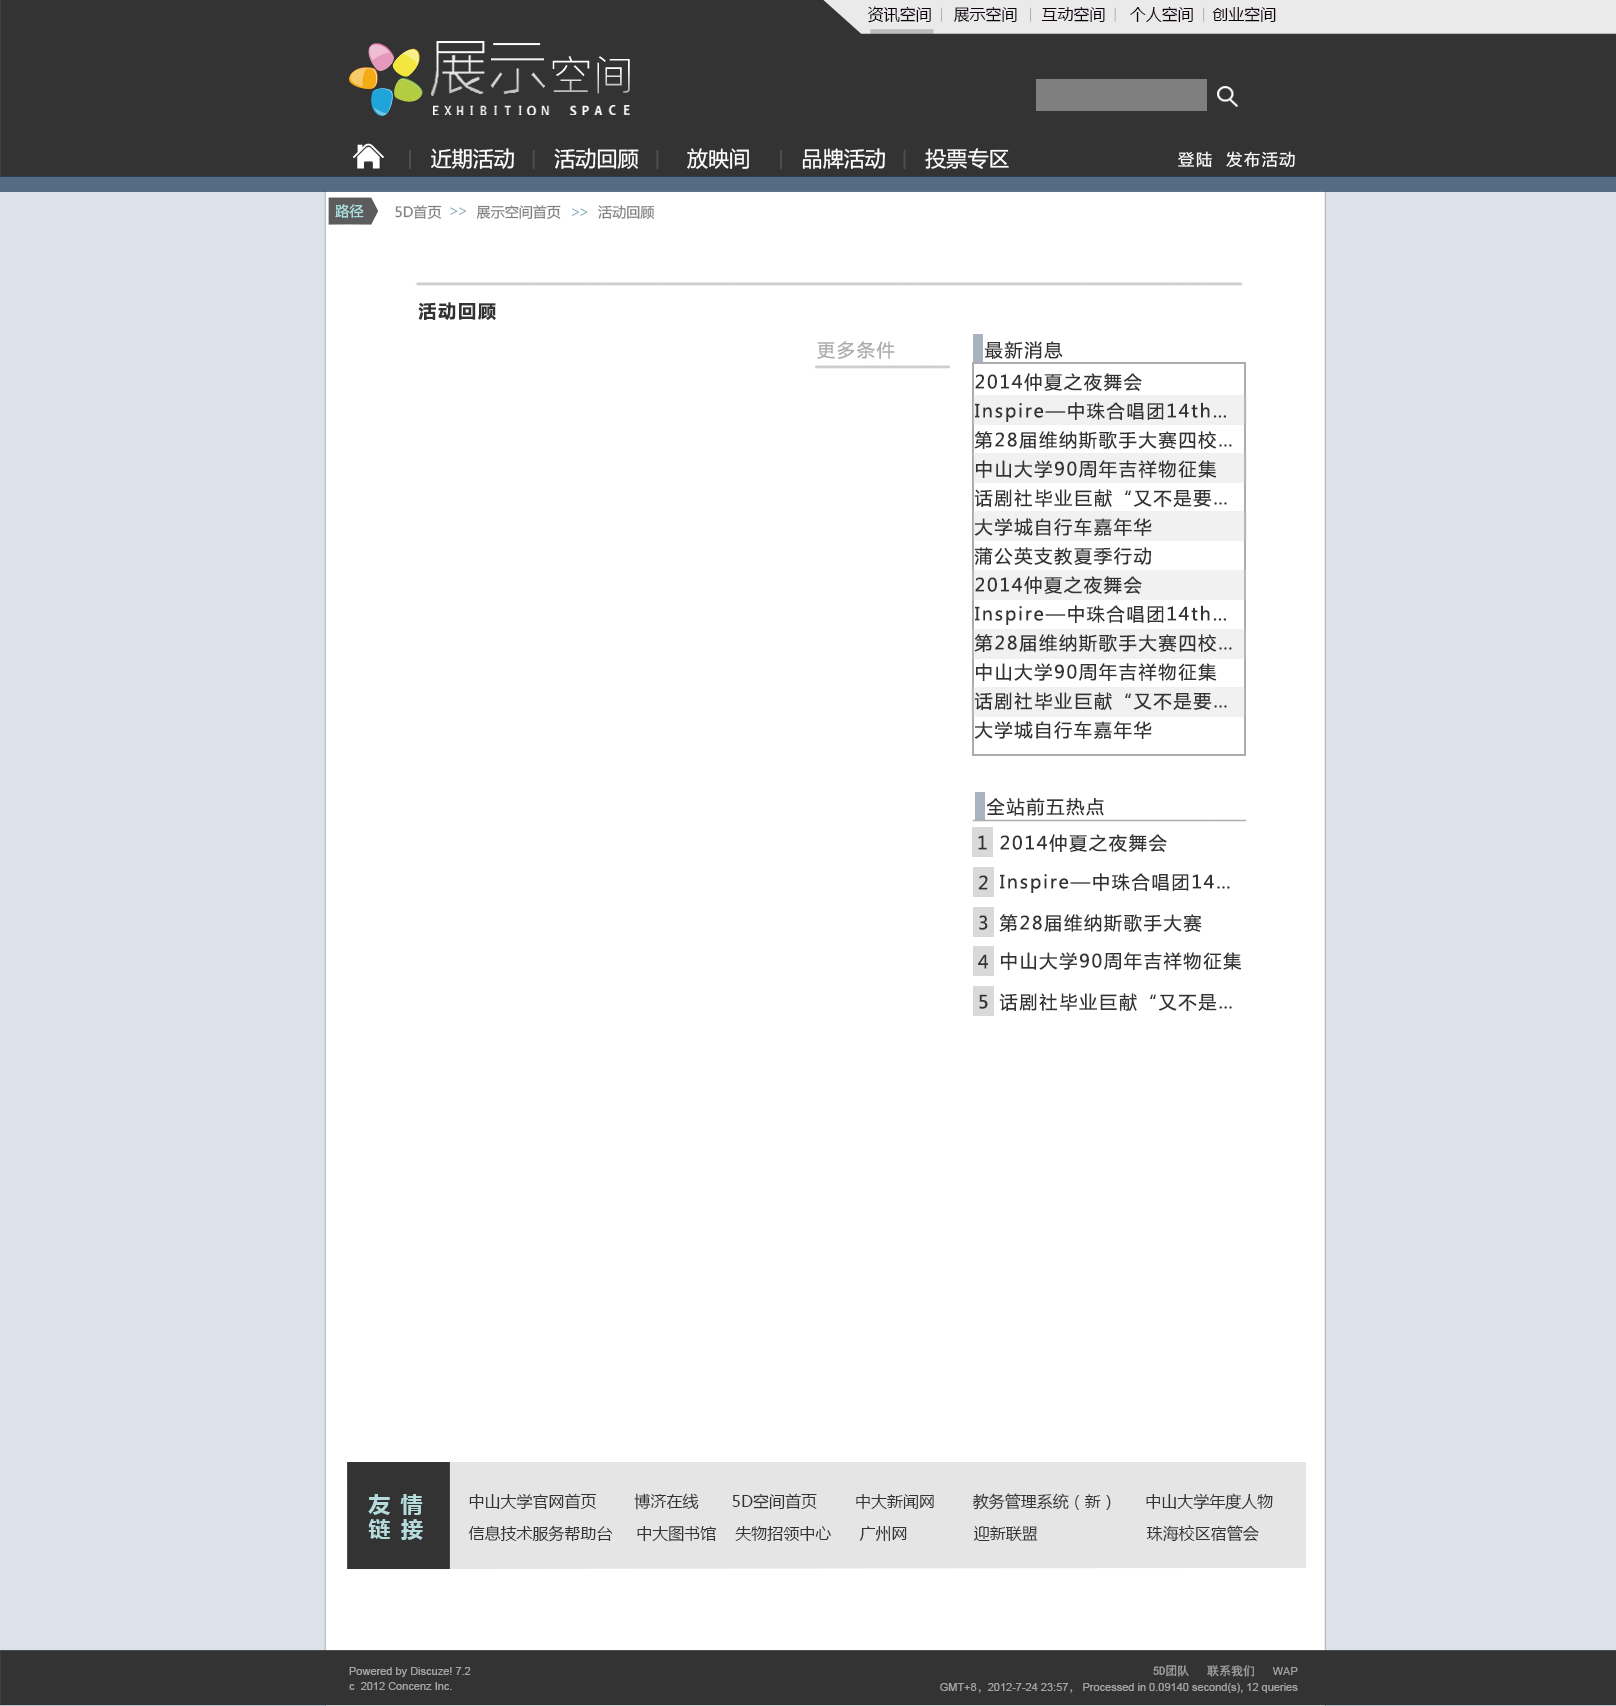 资讯空间 | 展示空间 | 互动空间 | 个人空间 | 创业空间
展示空间
EXHIBITION SPACE
近期活动 | 活动回顾 | 放映间 | 品牌活动 | 投票专区
登陆 发布活动
路径 5D首页 >> 展示空间首页 >> 活动回顾
活动回顾
更多条件
最新消息
2014仲夏之夜舞会
Inspire—中珠合唱团14th...
第28届维纳斯歌手大赛四校...
中山大学90周年吉祥物征集
话剧社毕业巨献“又不是要...
大学城自行车嘉年华
蒲公英支教夏季行动
2014仲夏之夜舞会
Inspire—中珠合唱团14th...
第28届维纳斯歌手大赛四校...
中山大学90周年吉祥物征集
话剧社毕业巨献“又不是要...
大学城自行车嘉年华
全站前五热点
1 2014仲夏之夜舞会
2 Inspire—中珠合唱团14...
3 第28届维纳斯歌手大赛
4 中山大学90周年吉祥物征集
5 话剧社毕业巨献“又不是...
友情
链接
中山大学官网首页 博济在线 5D空间首页 中大新闻网 教务管理系统（新） 中山大学年度人物
信息技术服务帮助台 中大图书馆 失物招领中心 广州网 迎新联盟 珠海校区宿管会
Powered by Discuze! 7.2
c 2012 Concenz Inc.
5D团队 联系我们 WAP
GMT+8，2012-7-24 23:57， Processed in 0.09140 second(s), 12 queries